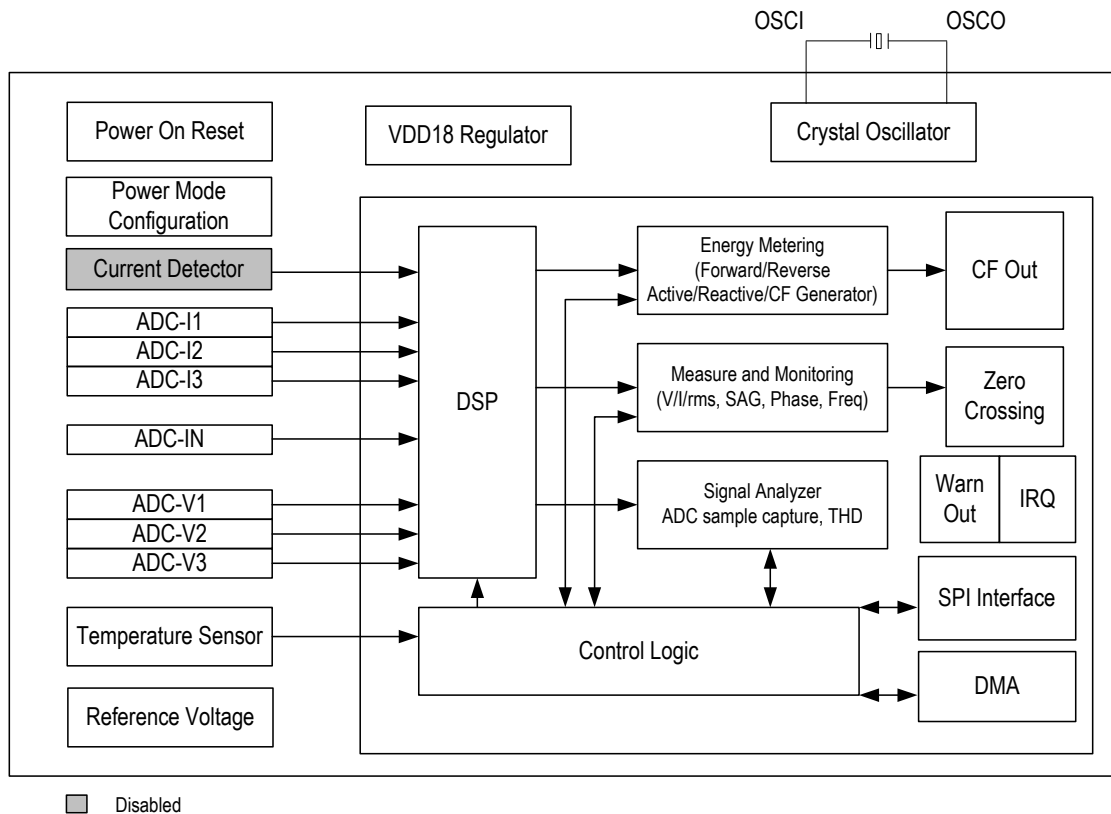 OSCI
OSCO
Power On Reset
VDD18 Regulator
Crystal Oscillator
Power Mode
Configuration
Current Detector
ADC-I1
ADC-I2
ADC-I3
ADC-IN
ADC-V1
ADC-V2
ADC-V3
Temperature Sensor
Reference Voltage
DSP
Energy Metering
(Forward/Reverse
Active/Reactive/CF Generator)
CF Out
Measure and Monitoring
(V/I/rms, SAG, Phase, Freq)
Zero
Crossing
Signal Analyzer
ADC sample capture, THD
Warn
Out
IRQ
Control Logic
SPI Interface
DMA
Disabled